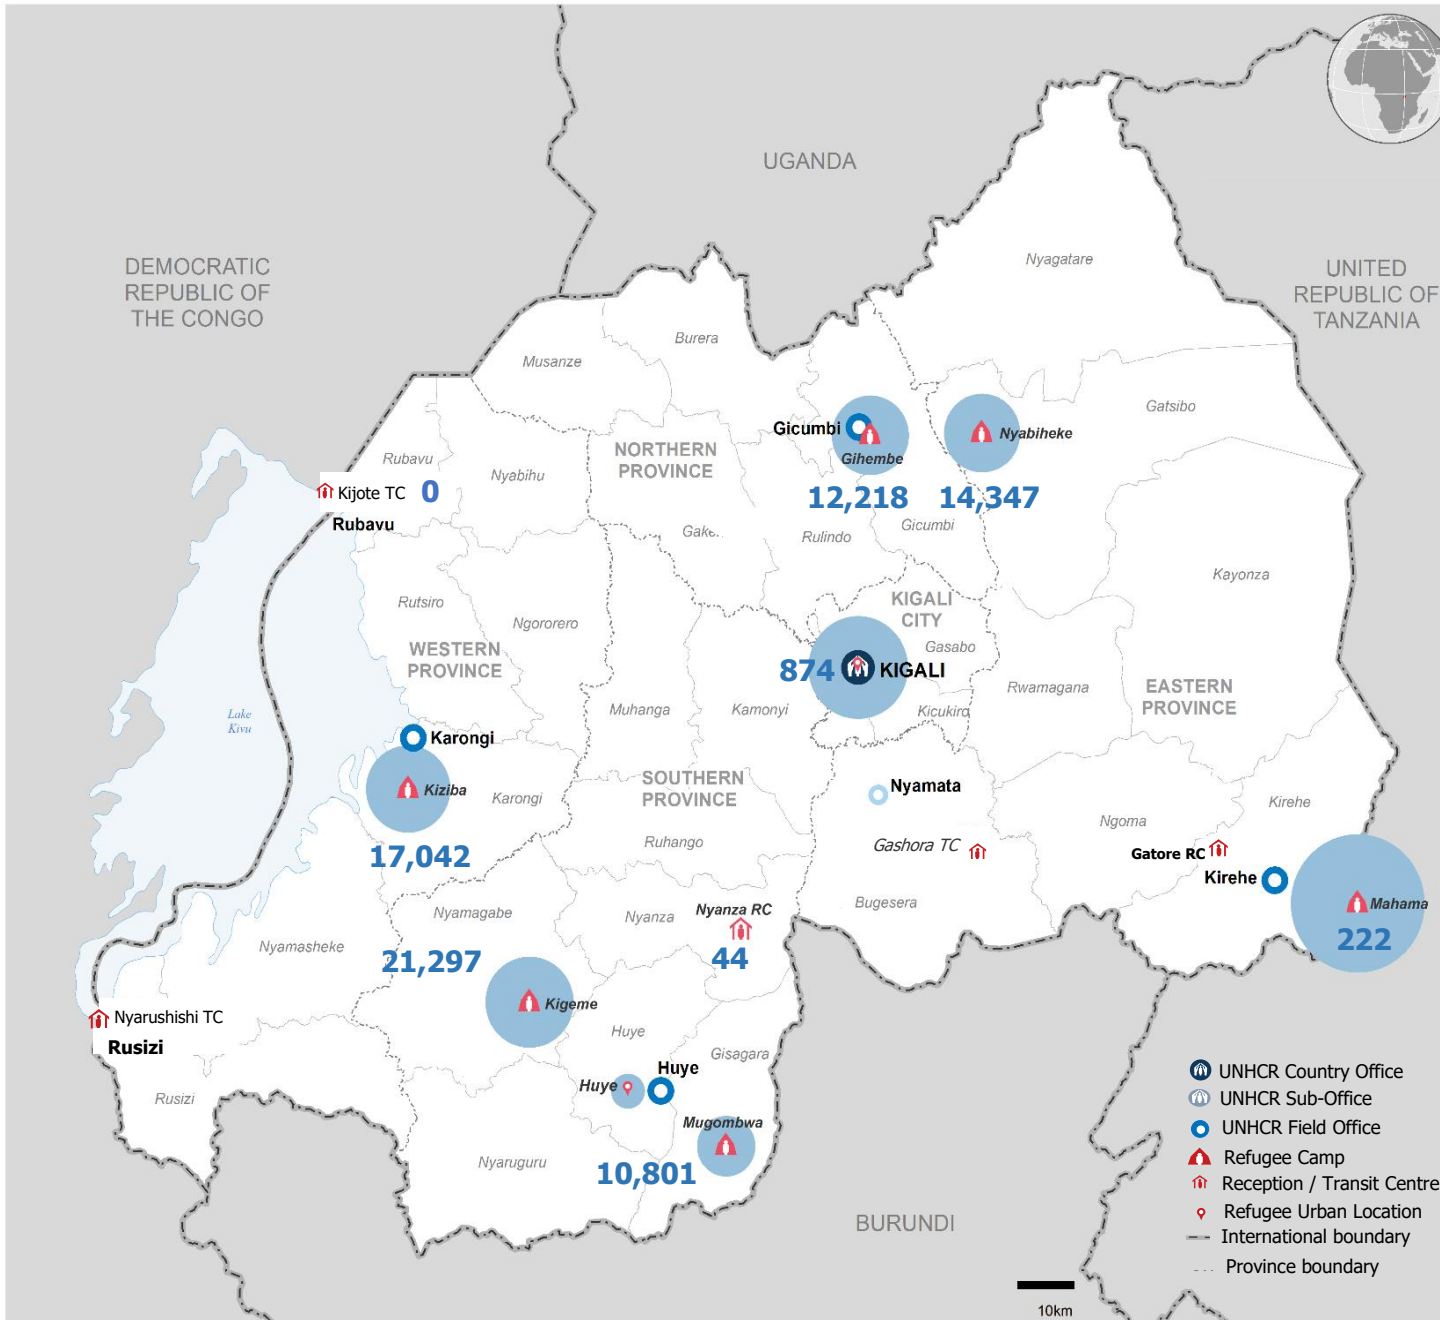 UGANDA
DEMOCRATIC
REPUBLIC OF
THE CONGO
UNITED
REPUBLIC OF
TANZANIA
Nyagatare
Burera
Musanze
Gatsibo
Gicumbi
Gihembe
Nyabiheke
12,218
14,347
NORTHERN
PROVINCE
Rubavu
Nyabihu
Kijote TC 0
Rubavu
Gake
Rulindo
Gicumbi
Kayonza
Rutsiro
Ngororero
WESTERN
PROVINCE
KIGALI
CITY
Gasabo
874
KIGALI
Kicukiro
Rwamagana
EASTERN
PROVINCE
Muhanga
Kamonyi
Lake
Kivu
Karongi
Kiziba
Karongi
17,042
SOUTHERN
PROVINCE
Ruhango
Nyamata
Gashora TC
Bugesera
Ngoma
Kirehe
Gatore RC
Kirehe
Mahama
222
Nyamagabe
Nyanza
Nyanza RC
44
21,297
Kigeme
Nyamasheke
Nyarushishi TC
Rusizi
Rusizi
Huye
Gisagara
Huye
Huye
Mugombwa
10,801
Nyaruguru
BURUNDI
UNHCR Country Office
UNHCR Sub-Office
UNHCR Field Office
Refugee Camp
Reception / Transit Centre
Refugee Urban Location
International boundary
Province boundary
10km